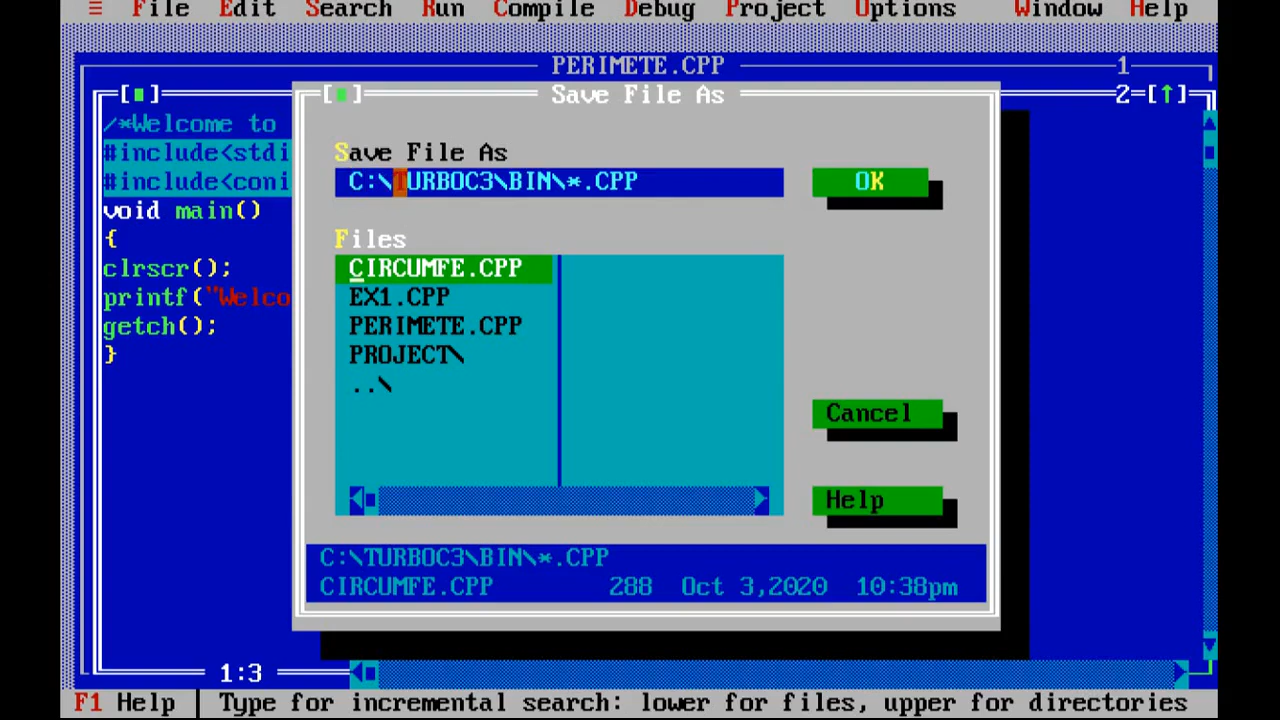 ≡ File Edit Search Run Compile Debug Project Options Window Help
PERIMETE.CPP 1
[■] Save File As 2=[↑]
/*Welcome to
#include<stdi
#include<coni
void main()
{
clrscr();
printf("Welco
getch();
}
[■] Save File As
Save File As
C:\TURBOC3\BIN\*.CPP
OK
Files
CIRCUMFE.CPP
EX1.CPP
PERIMETE.CPP
PROJECT\
..\
Cancel
Help
C:\TURBOC3\BIN\*.CPP
CIRCUMFE.CPP 288 Oct 3,2020 10:38pm
1:3
F1 Help | Type for incremental search: lower for files, upper for directories